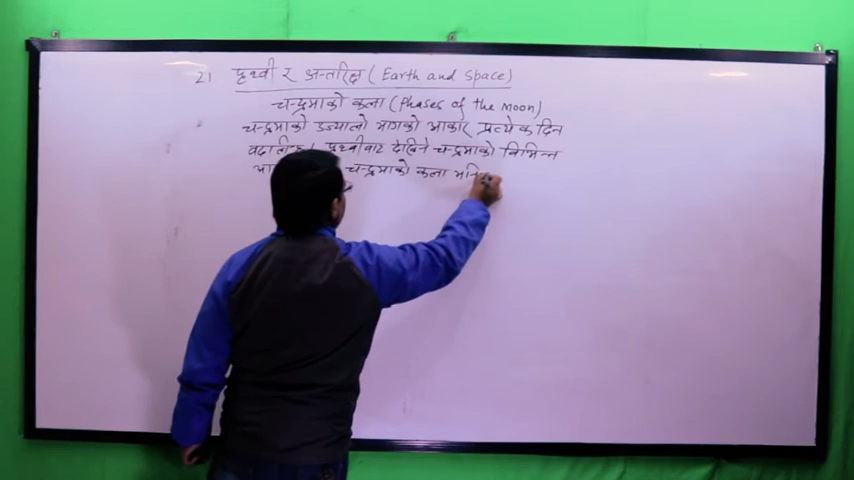 21 पृथ्वी र अन्तरिक्ष (Earth and Space)
चन्द्रमाको कला (Phases of the Moon)
चन्द्रमाको उज्यालो भागको आकार प्रत्येक दिन
पृथ्वीबाट देखिने चन्द्रमाको विभिन्न
चन्द्रमाको कला